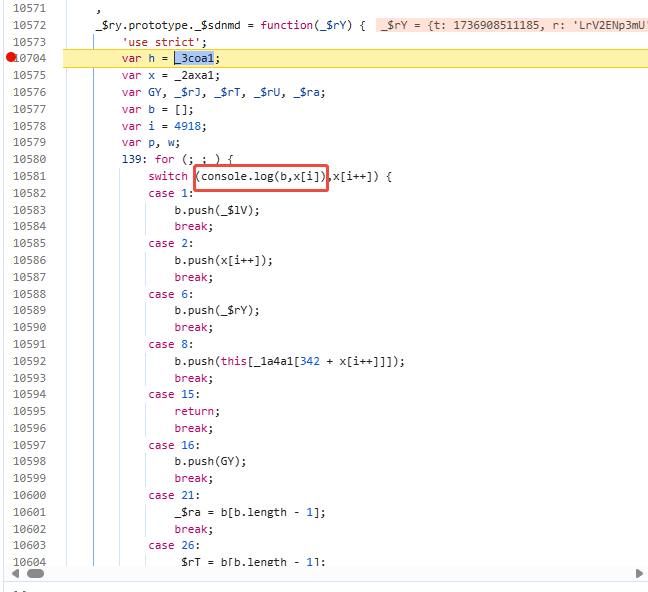 10571 ,
10572 _$ry.prototype._$sdnmd = function(_$rY) { _$rY = {t: 1736908511185, r: 'LrV2ENp3mU'
10573 'use strict';
10704 var h = _3coa1;
10575 var x = _2axa1;
10576 var GY, _$rJ, _$rT, _$rU, _$ra;
10577 var b = [];
10578 var i = 4918;
10579 var p, w;
10580 l39: for (; ; ) {
10581 switch (console.log(b,x[i]),x[i++]) {
10582 case 1:
10583 b.push(_$lV);
10584 break;
10585 case 2:
10586 b.push(x[i++]);
10587 break;
10588 case 6:
10589 b.push(_$rY);
10590 break;
10591 case 8:
10592 b.push(this[_1a4a1[342 + x[i++]]]);
10593 break;
10594 case 15:
10595 return;
10596 break;
10597 case 16:
10598 b.push(GY);
10599 break;
10600 case 21:
10601 _$ra = b[b.length - 1];
10602 break;
10603 case 26:
10604 _$rT = b[b.length - 1];